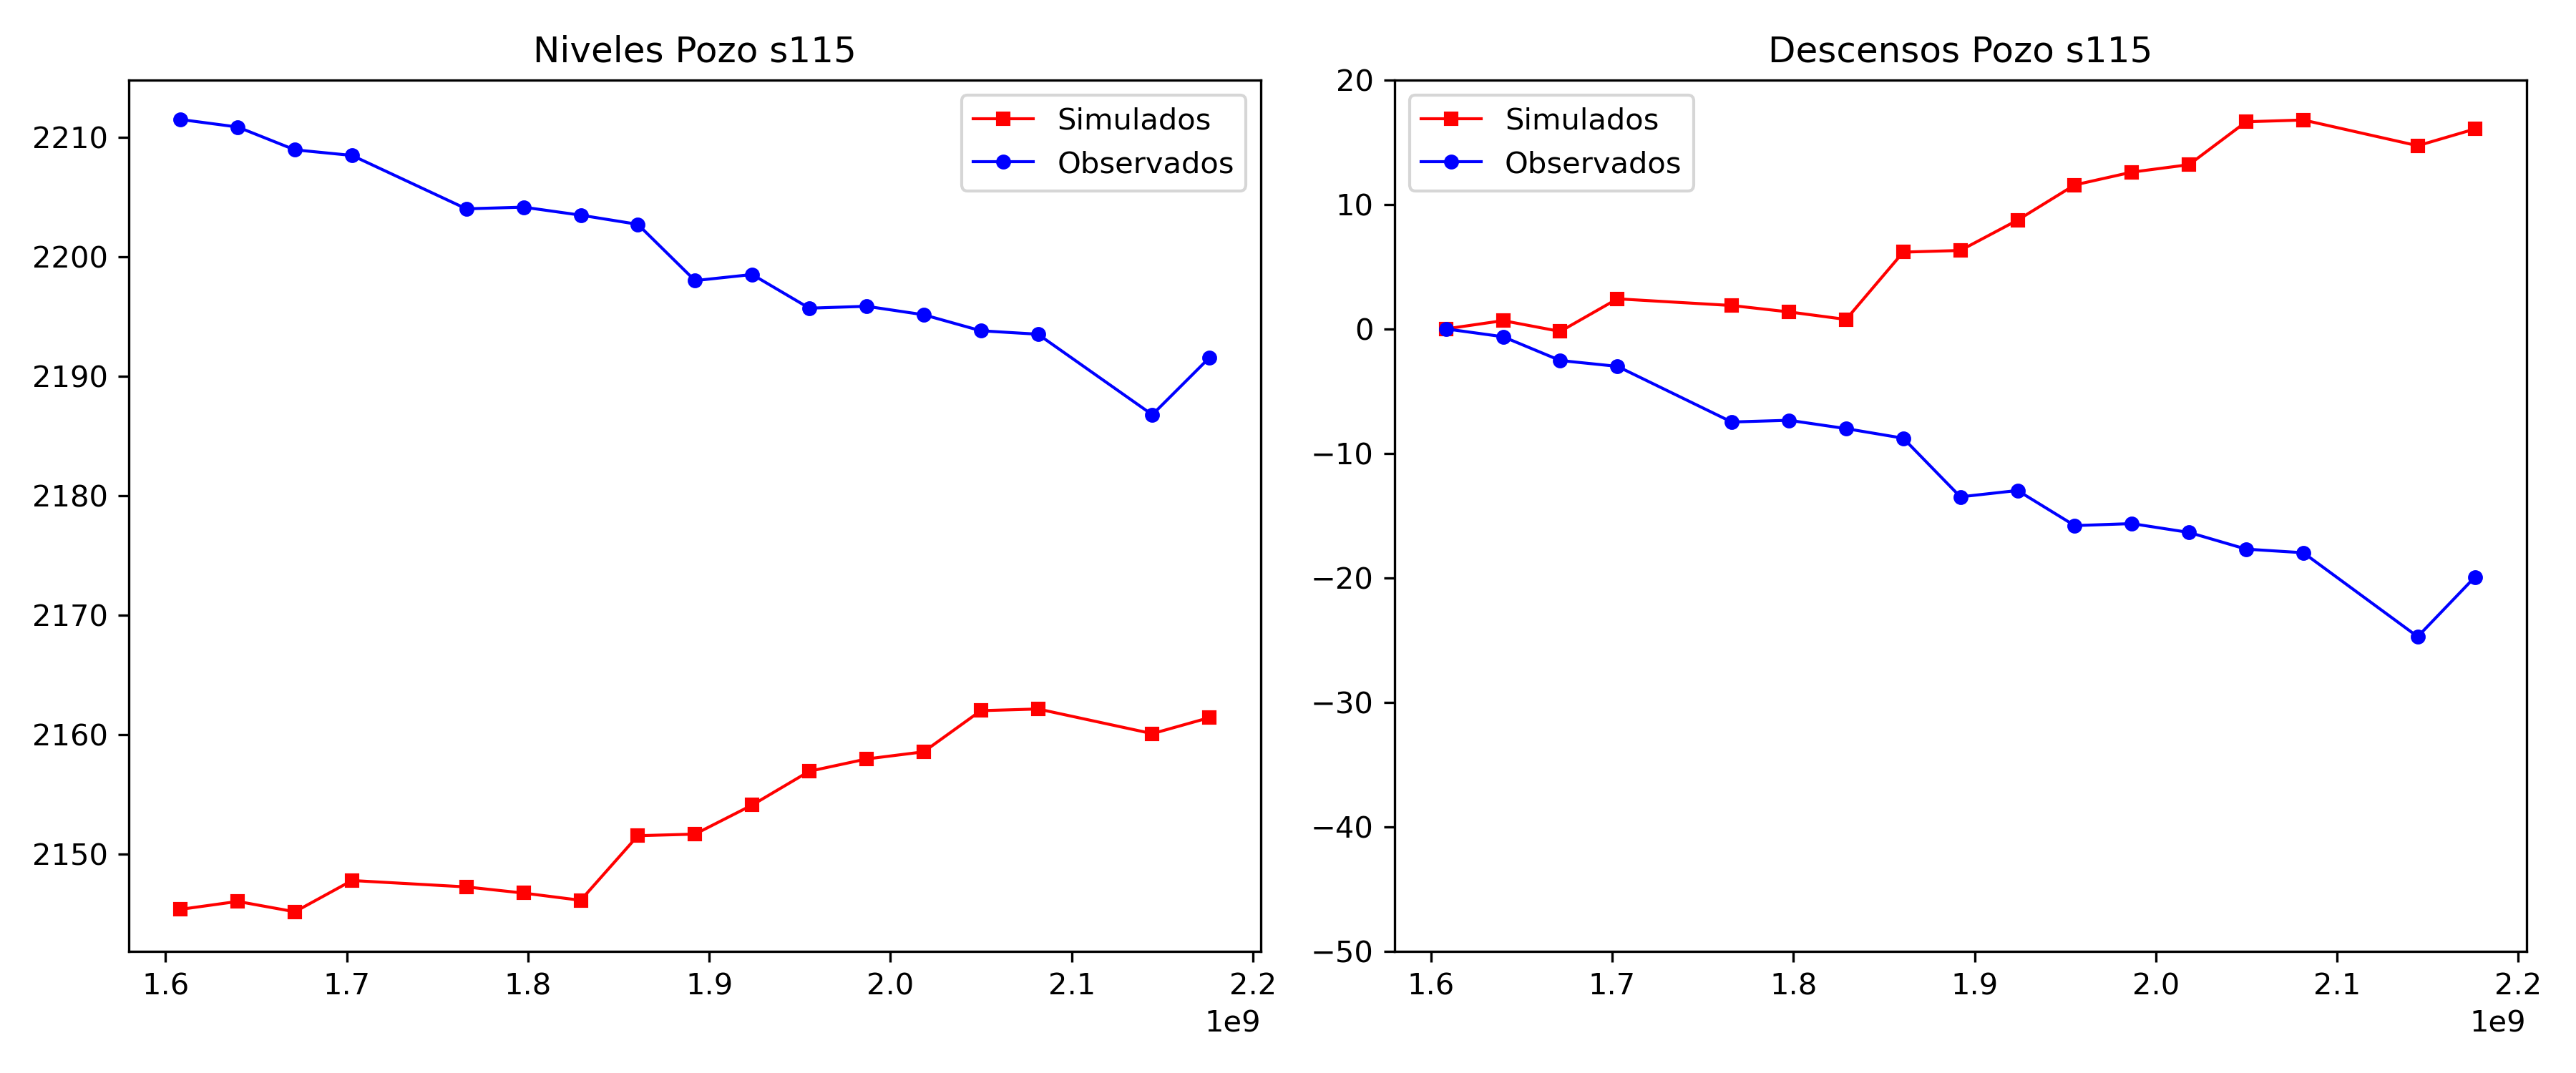 Niveles Pozo s115
Simulados
Observados
2210
2200
2190
2180
2170
2160
2150
1.6 1.7 1.8 1.9 2.0 2.1 2.2
1e9
Descensos Pozo s115
Simulados
Observados
20
10
0
−10
−20
−30
−40
−50
1.6 1.7 1.8 1.9 2.0 2.1 2.2
1e9